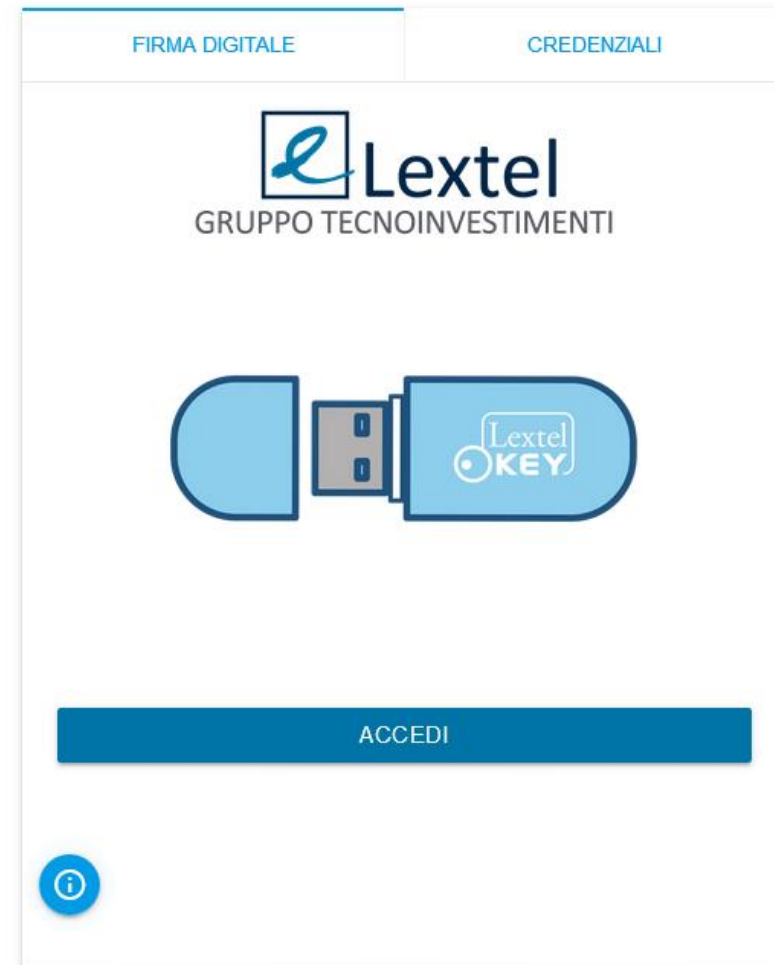 FIRMA DIGITALE
CREDENZIALI
Lextel
GRUPPO TECNOINVESTIMENTI
Lextel
KEY
ACCEDI